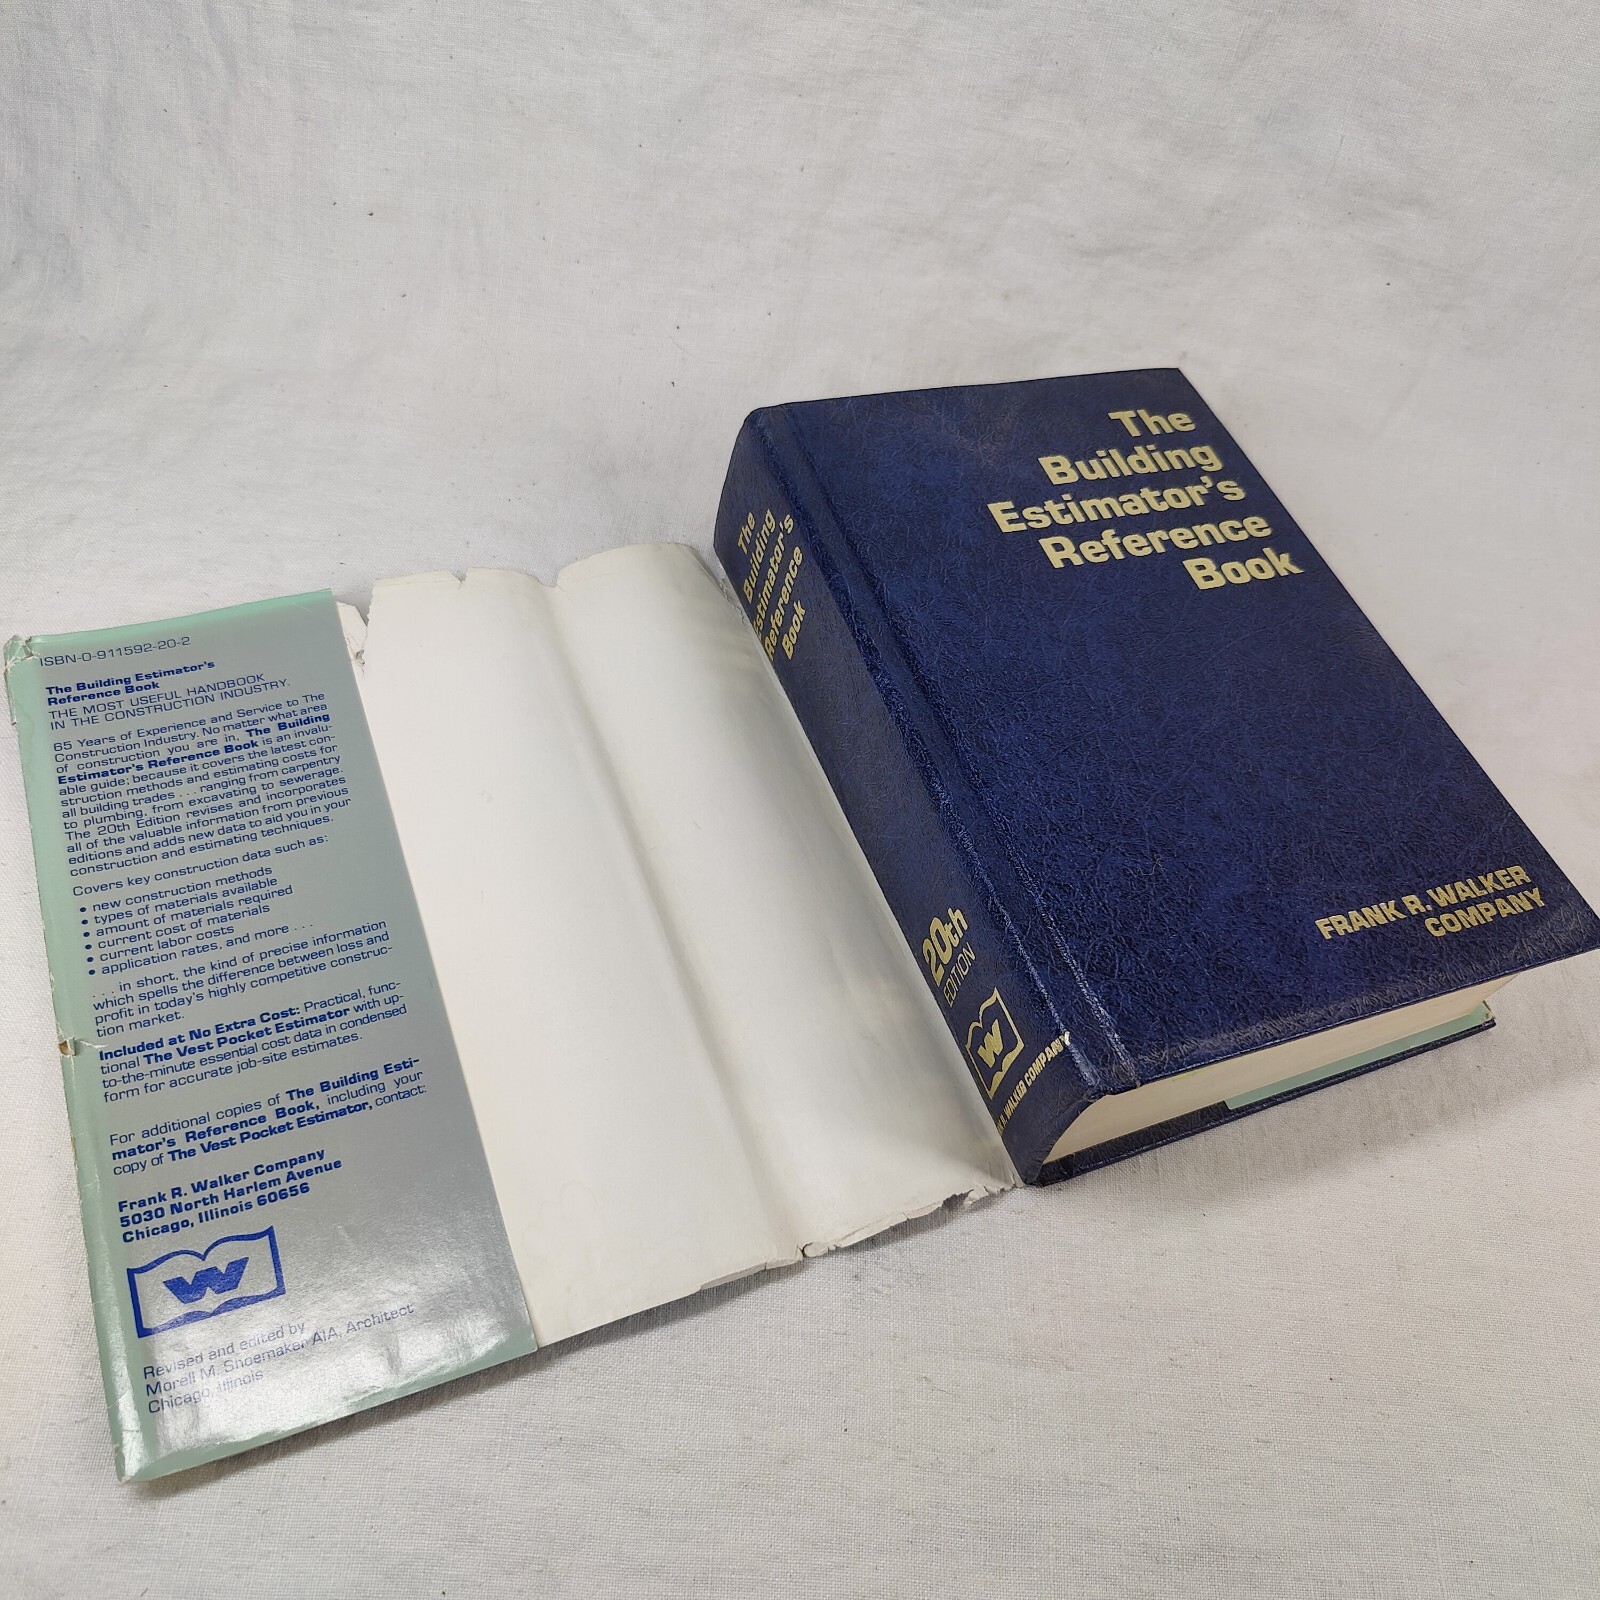 ISBN-0-911592-20-2
The Building Estimator's
Reference Book
THE MOST USEFUL HANDBOOK
IN THE CONSTRUCTION INDUSTRY.
65 Years of Experience and Service to The
Construction Industry. No matter what area
of construction you are in, The Building
Estimator's Reference Book is an invalu-
able guide; because it covers the latest con-
struction methods and estimating costs for
all building trades . . . ranging from carpentry
to plumbing, from excavating to sewerage.
The 20th Edition revises and incorporates
all of the valuable information from previous
editions and adds new data to aid you in your
construction and estimating techniques.
Covers key construction data such as:
• new construction methods
• types of materials available
• amount of materials required
• current cost of materials
• current labor costs
• application rates, and more . . .
. . . in short, the kind of precise information
which spells the difference between loss and
profit in today's highly competitive construc-
tion market.
Included at No Extra Cost: Practical, func-
tional The Vest Pocket Estimator with up-
to-the-minute essential cost data in condensed
form for accurate job-site estimates.
For additional copies of The Building Esti-
mator's Reference Book, including your
copy of The Vest Pocket Estimator, contact:
Frank R. Walker Company
5030 North Harlem Avenue
Chicago, Illinois 60656
W
Revised and edited by
Morell M. Shoemaker AIA, Architect
Chicago, Illinois
The
Building
Estimator's
Reference
Book
20th
EDITION
W
R. WALKER COMPANY
The
Building
Estimator's
Reference
Book
FRANK R. WALKER
COMPANY